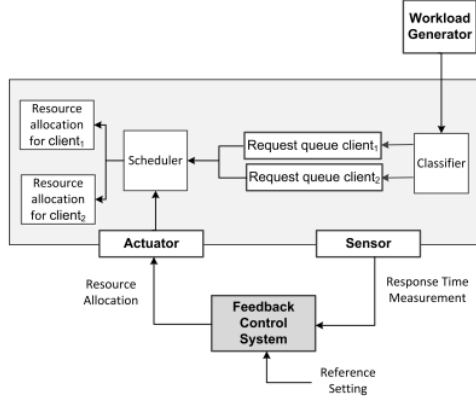 Workload
Generator
Resource
allocation
for client₁
Scheduler
Request queue client₁
Request queue client₂
Classifier
Resource
allocation
for client₂
Actuator
Sensor
Resource
Allocation
Response Time
Measurement
Feedback
Control
System
Reference
Setting